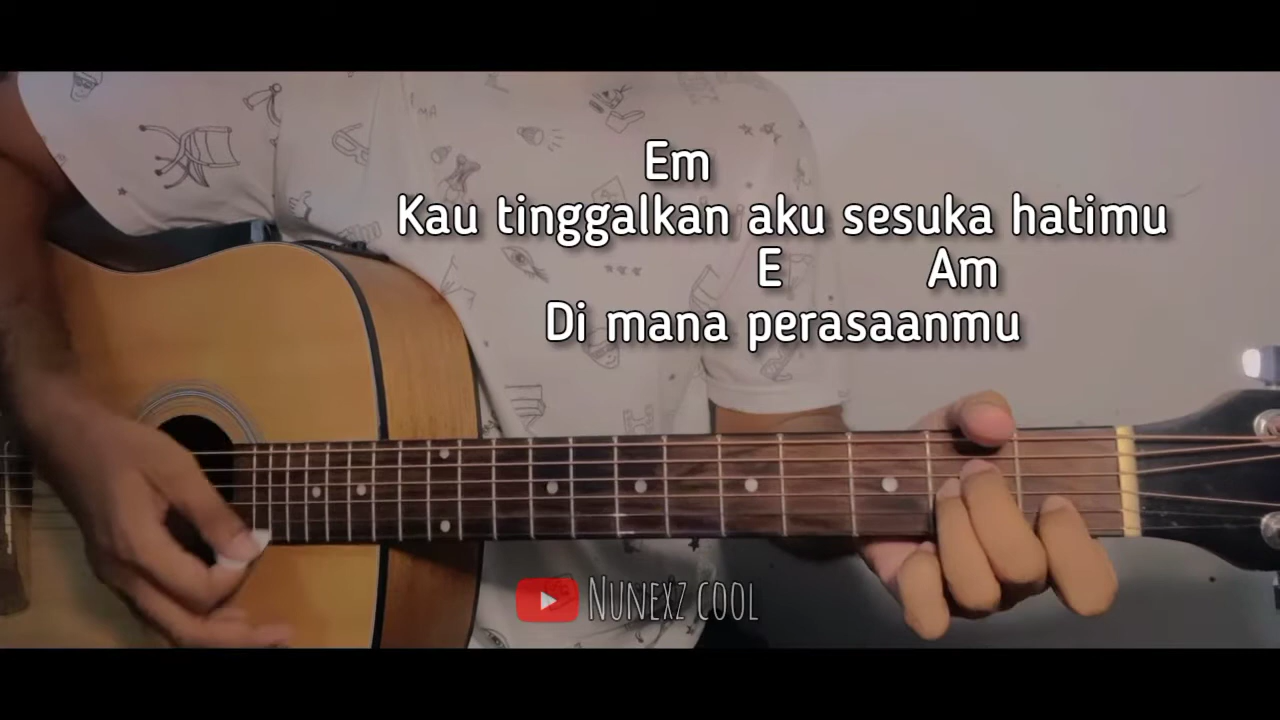 Em
Kau tinggalkan aku sesuka hatimu
E Am
Di mana perasaanmu
Nunexz cool